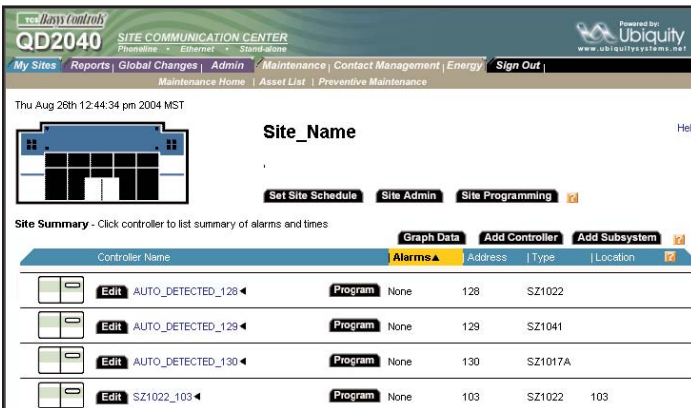 TCS Basys Controls
QD2040 SITE COMMUNICATION CENTER
Phoneline • Ethernet • Stand-alone
Powered by:
Ubiquity
www.ubiquitysystems.net
My Sites Reports | Global Changes | Admin Maintenance | Contact Management | Energy Sign Out |
Maintenance Home | Asset List | Preventive Maintenance
Thu Aug 26th 12:44:34 pm 2004 MST
Site_Name
Hel
,
Set Site Schedule Site Admin Site Programming ?
Site Summary - Click controller to list summary of alarms and times
Graph Data Add Controller Add Subsystem ?
Controller Name | Alarms▲ | Address | Type | Location ?
Edit AUTO_DETECTED_128◄ Program None 128 SZ1022
Edit AUTO_DETECTED_129◄ Program None 129 SZ1041
Edit AUTO_DETECTED_130◄ Program None 130 SZ1017A
Edit SZ1022_103◄ Program None 103 SZ1022 103